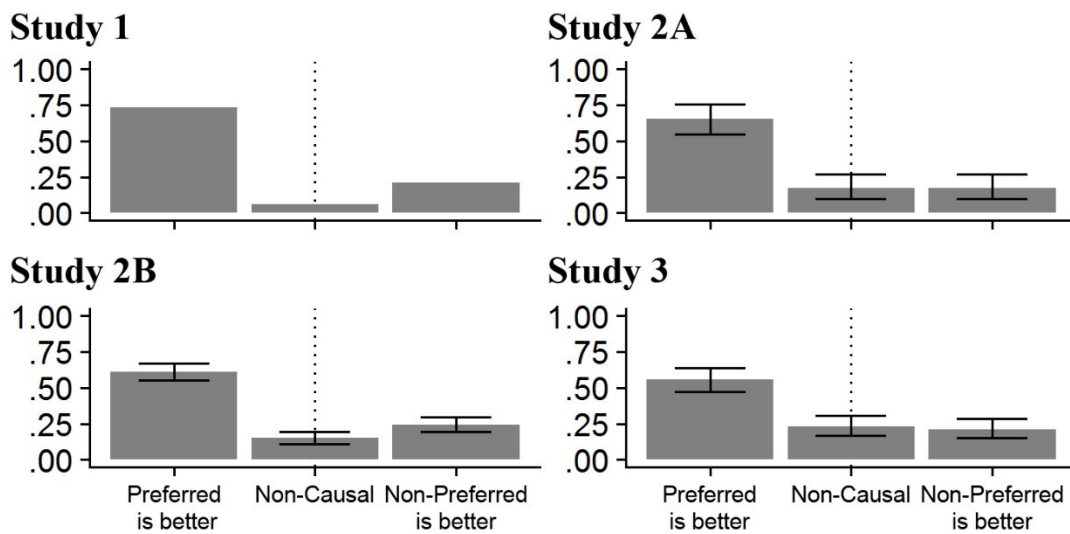 Study 1
1.00
.75
.50
.25
.00
Study 2A
1.00
.75
.50
.25
.00
Study 2B
1.00
.75
.50
.25
.00
Preferred
is better
Non-Causal
Non-Preferred
is better
Study 3
1.00
.75
.50
.25
.00
Preferred
is better
Non-Causal
Non-Preferred
is better